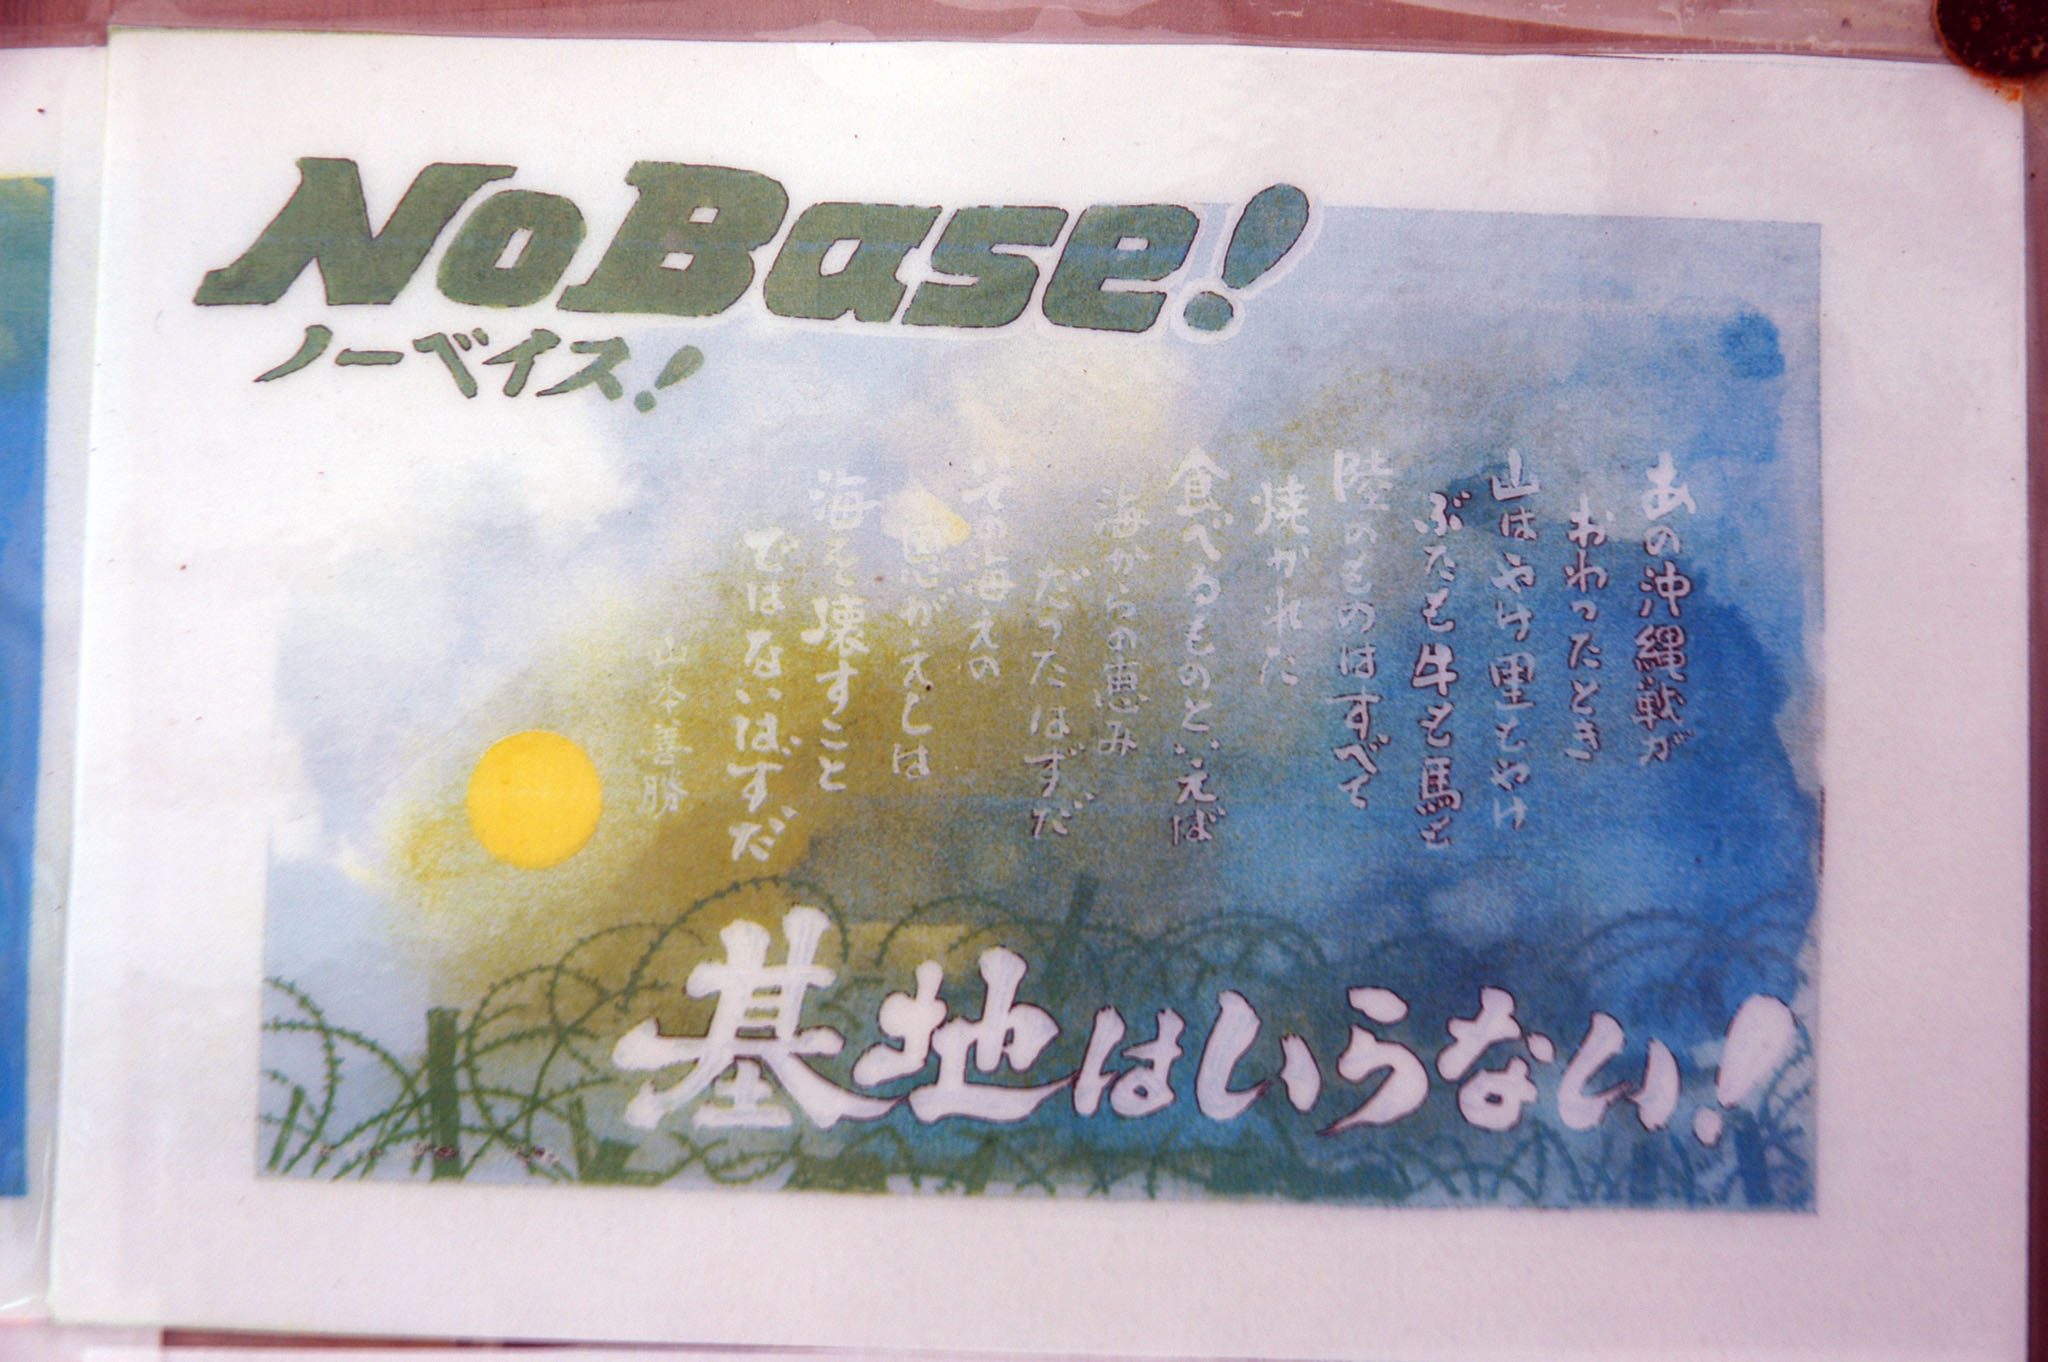 No Base!
ノーベイス!
あの沖縄戦が
おわったとき
山はやけ里もやけ
ぶたも牛も馬も
陸のものはすべて
焼かれた
食べるものといえば
海からの恵み
だったはずだ
その海えの
恩がえしは
海を壊すこと
ではないはずだ
山本善勝
基地はいらない!